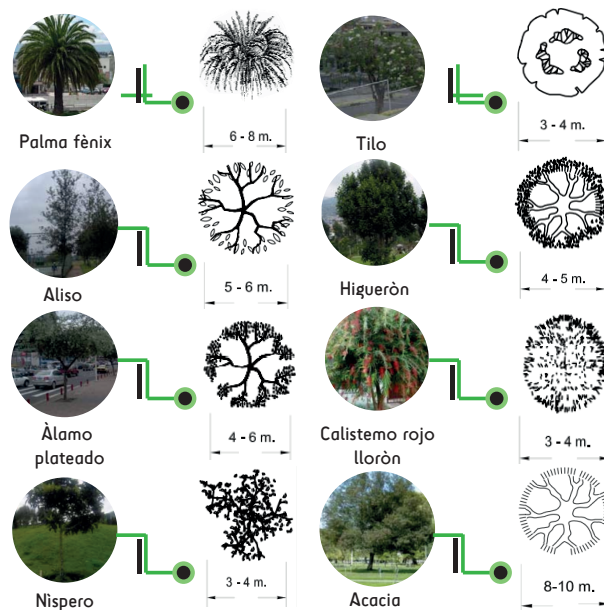 6 - 8 m.
3 - 4 m.
Palma fènix
Tilo
5 - 6 m.
4 - 5 m.
Aliso
Higueròn
4 - 6 m.
3 - 4 m.
Àlamo
plateado
Calistemo rojo
lloròn
3 - 4 m.
8-10 m.
Nìspero
Acacia